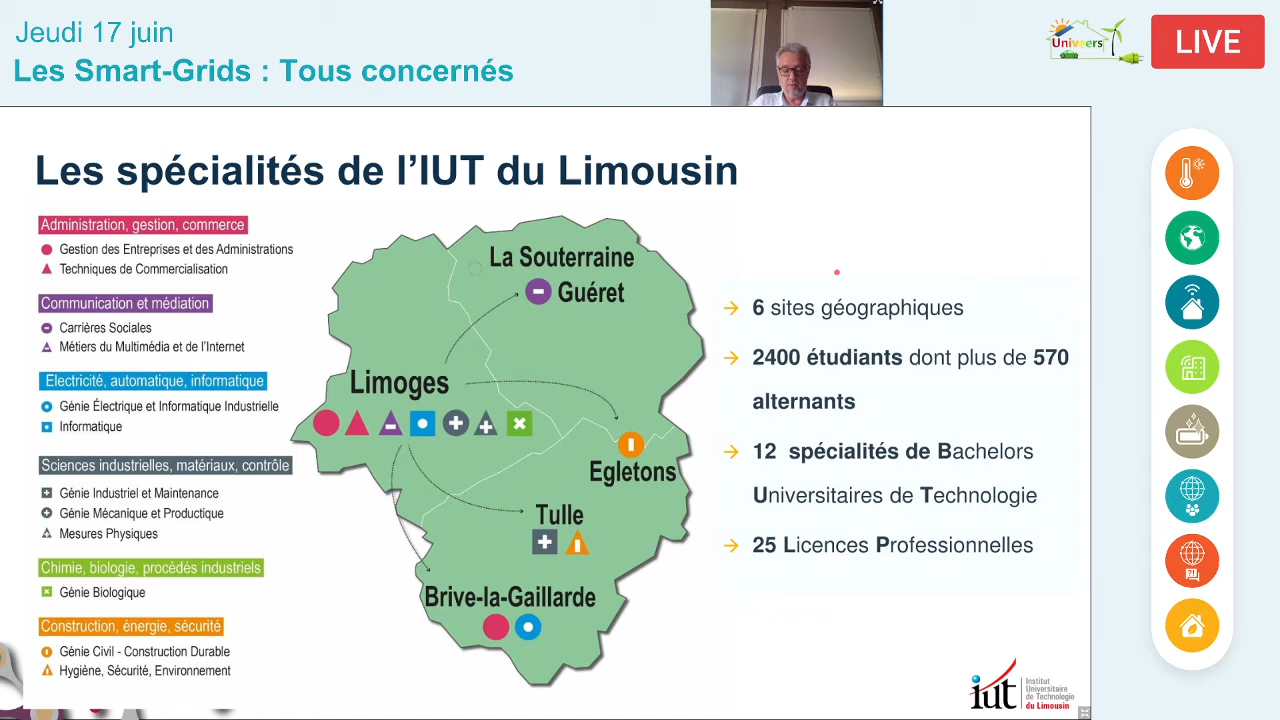 Jeudi 17 juin
Les Smart-Grids : Tous concernés
Univeers
LIVE
Les spécialités de l'IUT du Limousin
Administration, gestion, commerce
Gestion des Entreprises et des Administrations
Techniques de Commercialisation
Communication et médiation
Carrières Sociales
Métiers du Multimédia et de l'Internet
Electricité, automatique, informatique
Génie Électrique et Informatique Industrielle
Informatique
Sciences industrielles, matériaux, contrôle
Génie Industriel et Maintenance
Génie Mécanique et Productique
Mesures Physiques
Chimie, biologie, procédés industriels
Génie Biologique
Construction, énergie, sécurité
Génie Civil - Construction Durable
Hygiène, Sécurité, Environnement
La Souterraine
Guéret
Limoges
Egletons
Tulle
Brive-la-Gaillarde
6 sites géographiques
2400 étudiants dont plus de 570
alternants
12 spécialités de Bachelors
Universitaires de Technologie
25 Licences Professionnelles
iut
Institut
Universitaire
de Technologie
du Limousin